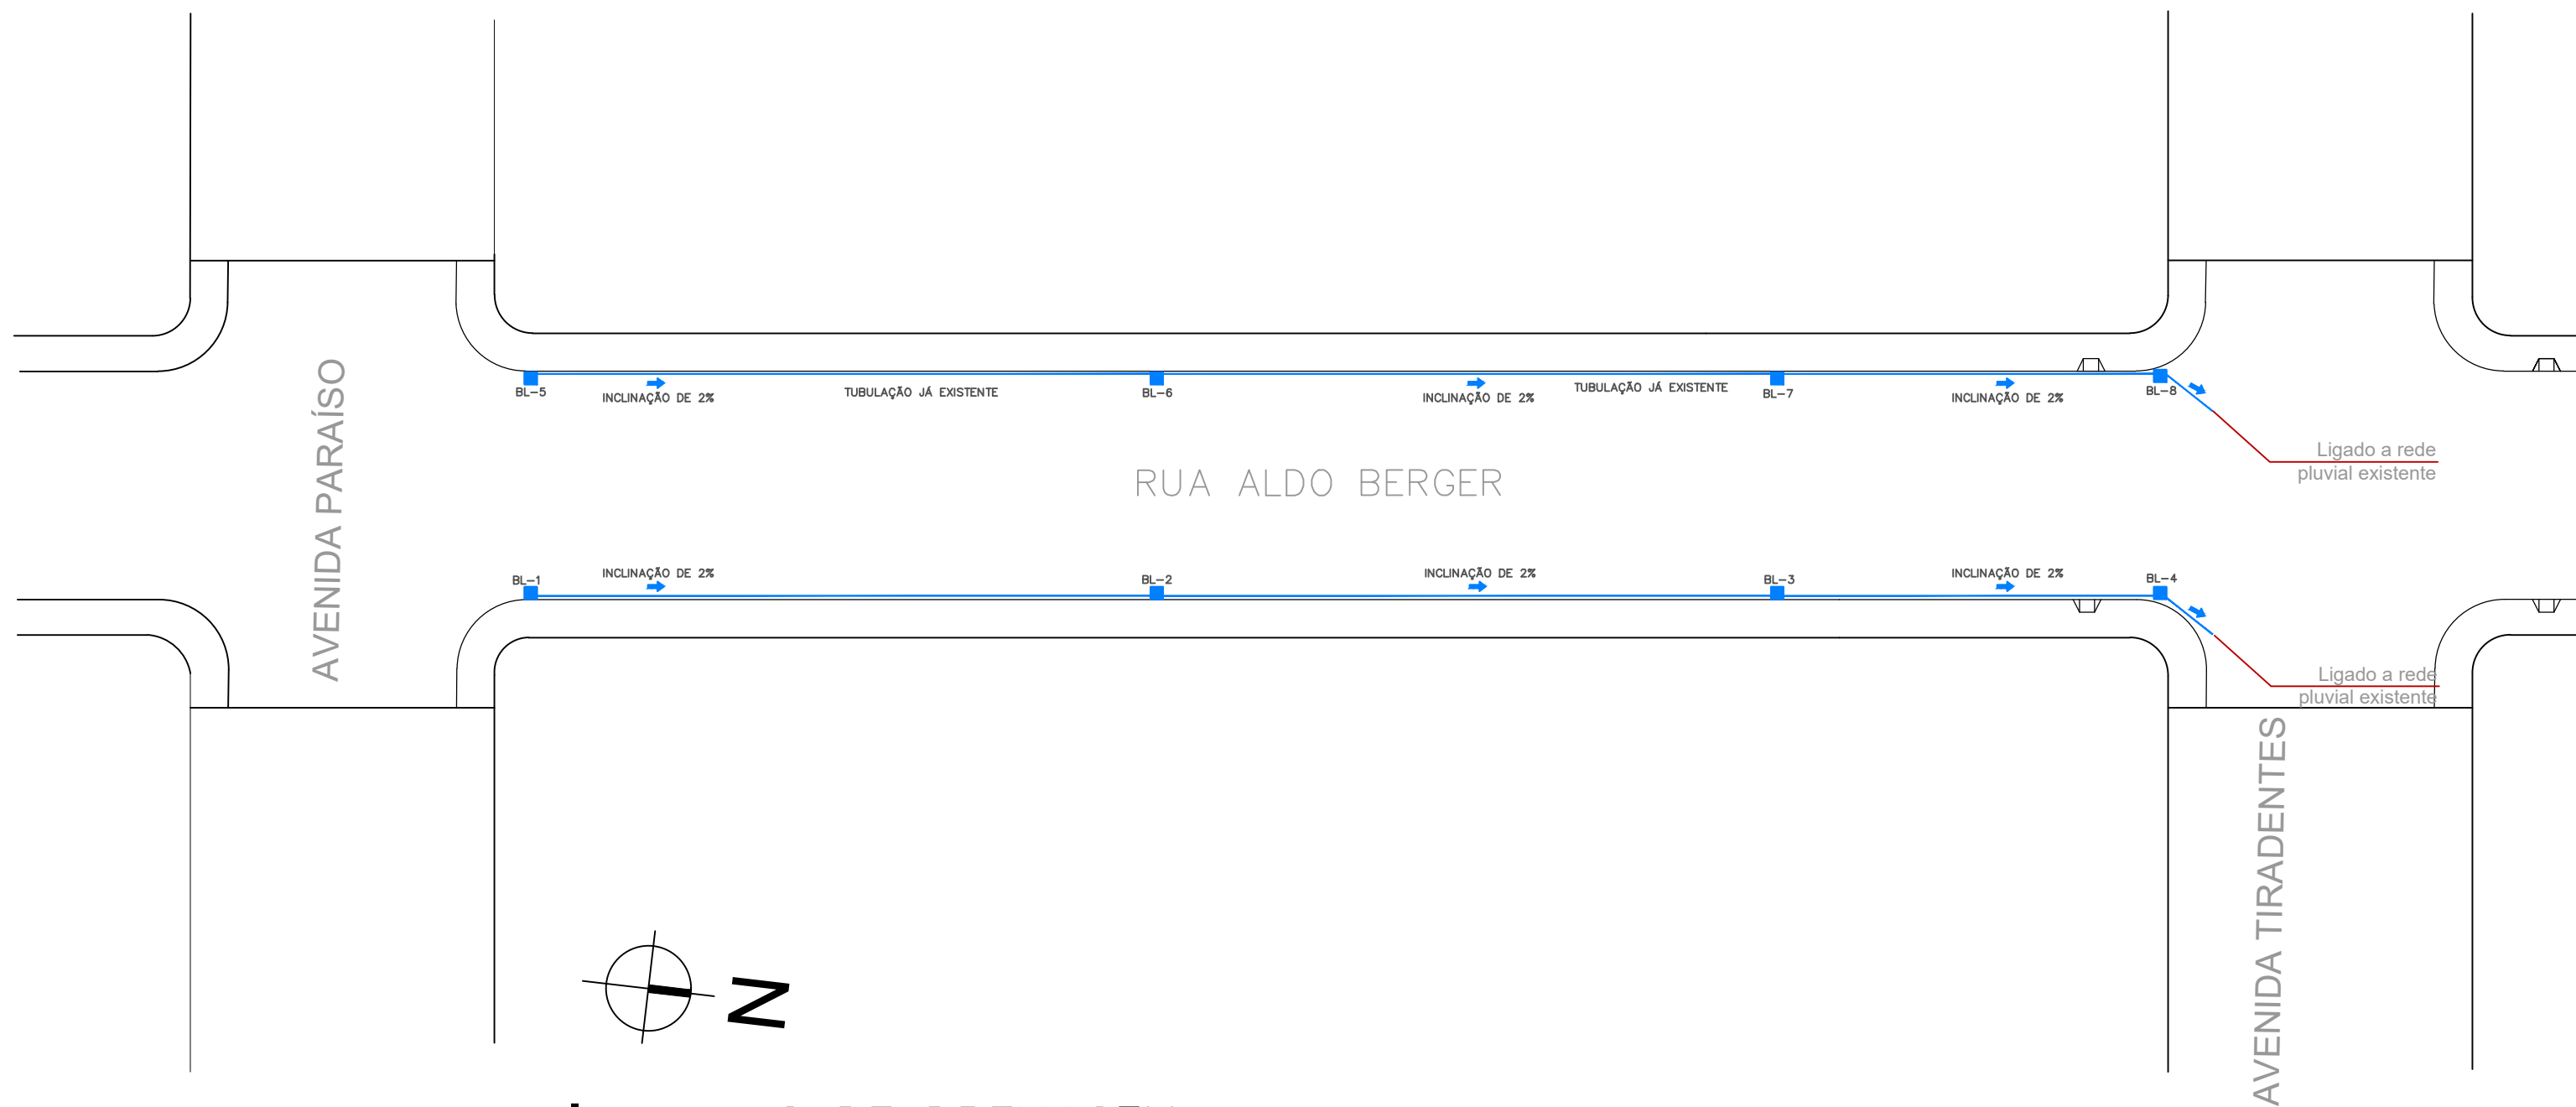 BL-5
INCLINAÇÃO DE 2%
TUBULAÇÃO JÁ EXISTENTE
BL-6
INCLINAÇÃO DE 2%
TUBULAÇÃO JÁ EXISTENTE
BL-7
INCLINAÇÃO DE 2%
BL-8
Ligado a rede
pluvial existente
AVENIDA PARAÍSO
RUA ALDO BERGER
BL-1
INCLINAÇÃO DE 2%
BL-2
INCLINAÇÃO DE 2%
BL-3
INCLINAÇÃO DE 2%
BL-4
Ligado a rede
pluvial existente
AVENIDA TIRADENTES
N